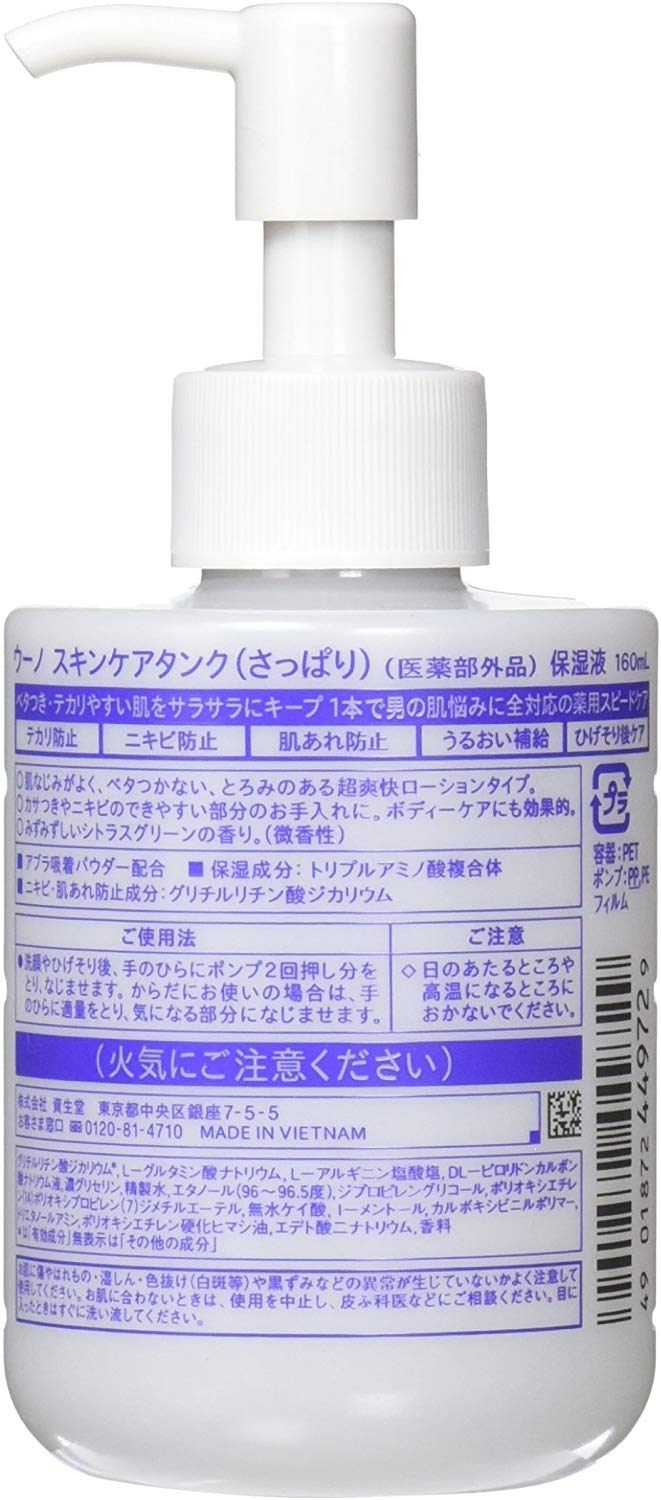 ウーノ スキンケアタンク(さっぱり)(医薬部外品) 保湿液 160mL
ベタつき・テカリやすい肌をサラサラにキープ 1本で男の肌悩みに全対応の薬用スピードケア
テカリ防止 ニキビ防止 肌あれ防止 うるおい補給 ひげそり後ケア
○肌なじみがよく、ベタつかない、とろみのある超爽快ローションタイプ。
○カサつきやニキビのできやすい部分のお手入れに。ボディーケアにも効果的。
○みずみずしいシトラスグリーンの香り。(微香性)
■アブラ吸着パウダー配合 ■保湿成分:トリプルアミノ酸複合体
■ニキビ・肌あれ防止成分:グリチルリチン酸ジカリウム
プラ
容器:PET
ポンプ:PP,PE
フィルム
ご使用法
●洗顔やひげそり後、手のひらにポンプ2回押し分を
とり、なじませます。からだにお使いの場合は、手
のひらに適量をとり、気になる部分になじませます。
ご注意
◇日のあたるところや
高温になるところに
おかないでください。
(火気にご注意ください)
株式会社 資生堂 東京都中央区銀座7-5-5
お客さま窓口 0120-81-4710 MADE IN VIETNAM
グリチルリチン酸ジカリウム*,L-グルタミン酸ナトリウム,L-アルギニン塩酸塩,DL-ピロリドンカルボン
酸ナトリウム液,濃グリセリン,精製水,エタノール(96~96.5度),ジプロピレングリコール,ポリオキシエチレ
ン(14)ポリオキシプロピレン(7)ジメチルエーテル,無水ケイ酸,l-メントール,カルボキシビニルポリマー,
トリエタノールアミン,ポリオキシエチレン硬化ヒマシ油,エデト酸二ナトリウム,香料
*は「有効成分」無表示は「その他の成分」
お肌に傷やはれもの・湿しん・色抜け(白斑等)や黒ずみなどの異常が生じていないかよく注意して
使用してください。お肌に合わないときは、使用を中止し、皮ふ科医などにご相談ください。目に
入ったときはすぐに洗い流してください。
4 901872 449729